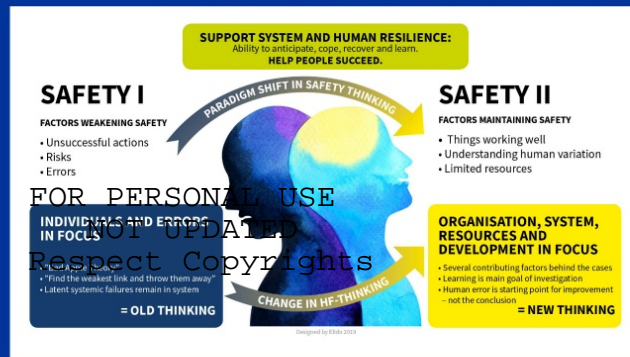 SUPPORT SYSTEM AND HUMAN RESILIENCE:
Ability to anticipate, cope, recover and learn.
HELP PEOPLE SUCCEED.
PARADIGM SHIFT IN SAFETY THINKING
SAFETY I
FACTORS WEAKENING SAFETY
• Unsuccessful actions
• Risks
• Errors
SAFETY II
FACTORS MAINTAINING SAFETY
• Things working well
• Understanding human variation
• Limited resources
FOR PERSONAL USE
NOT UPDATED
Respect Copyrights
INDIVIDUALS AND ERRORS
IN FOCUS
• "Find the weakest link and throw them away"
• Latent systemic failures remain in system
= OLD THINKING
CHANGE IN HF-THINKING
ORGANISATION, SYSTEM,
RESOURCES AND
DEVELOPMENT IN FOCUS
• Several contributing factors behind the cases
• Learning is main goal of investigation
• Human error is starting point for improvement
– not the conclusion
= NEW THINKING
Designed by Elido 2019